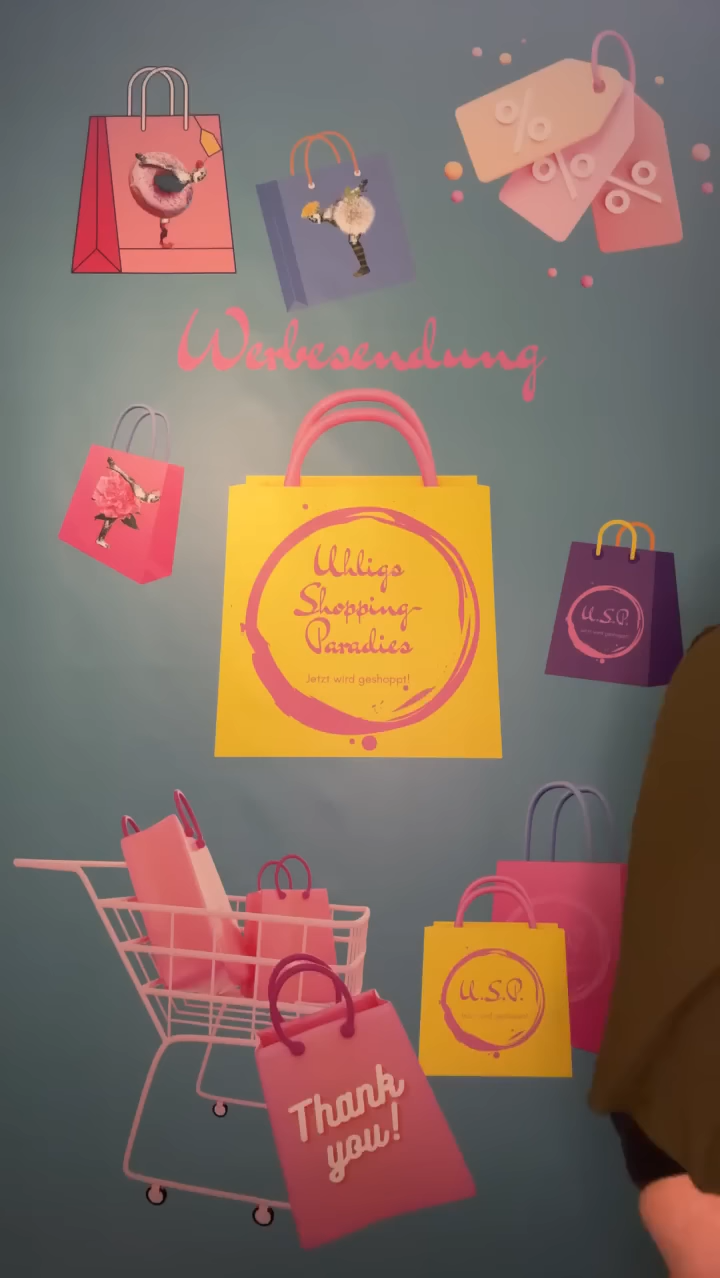 % % %
Werbesendung
Uhligs
Shopping-
Paradies
Jetzt wird geshoppt!
U.S.P.
U.S.P.
Thank
you!